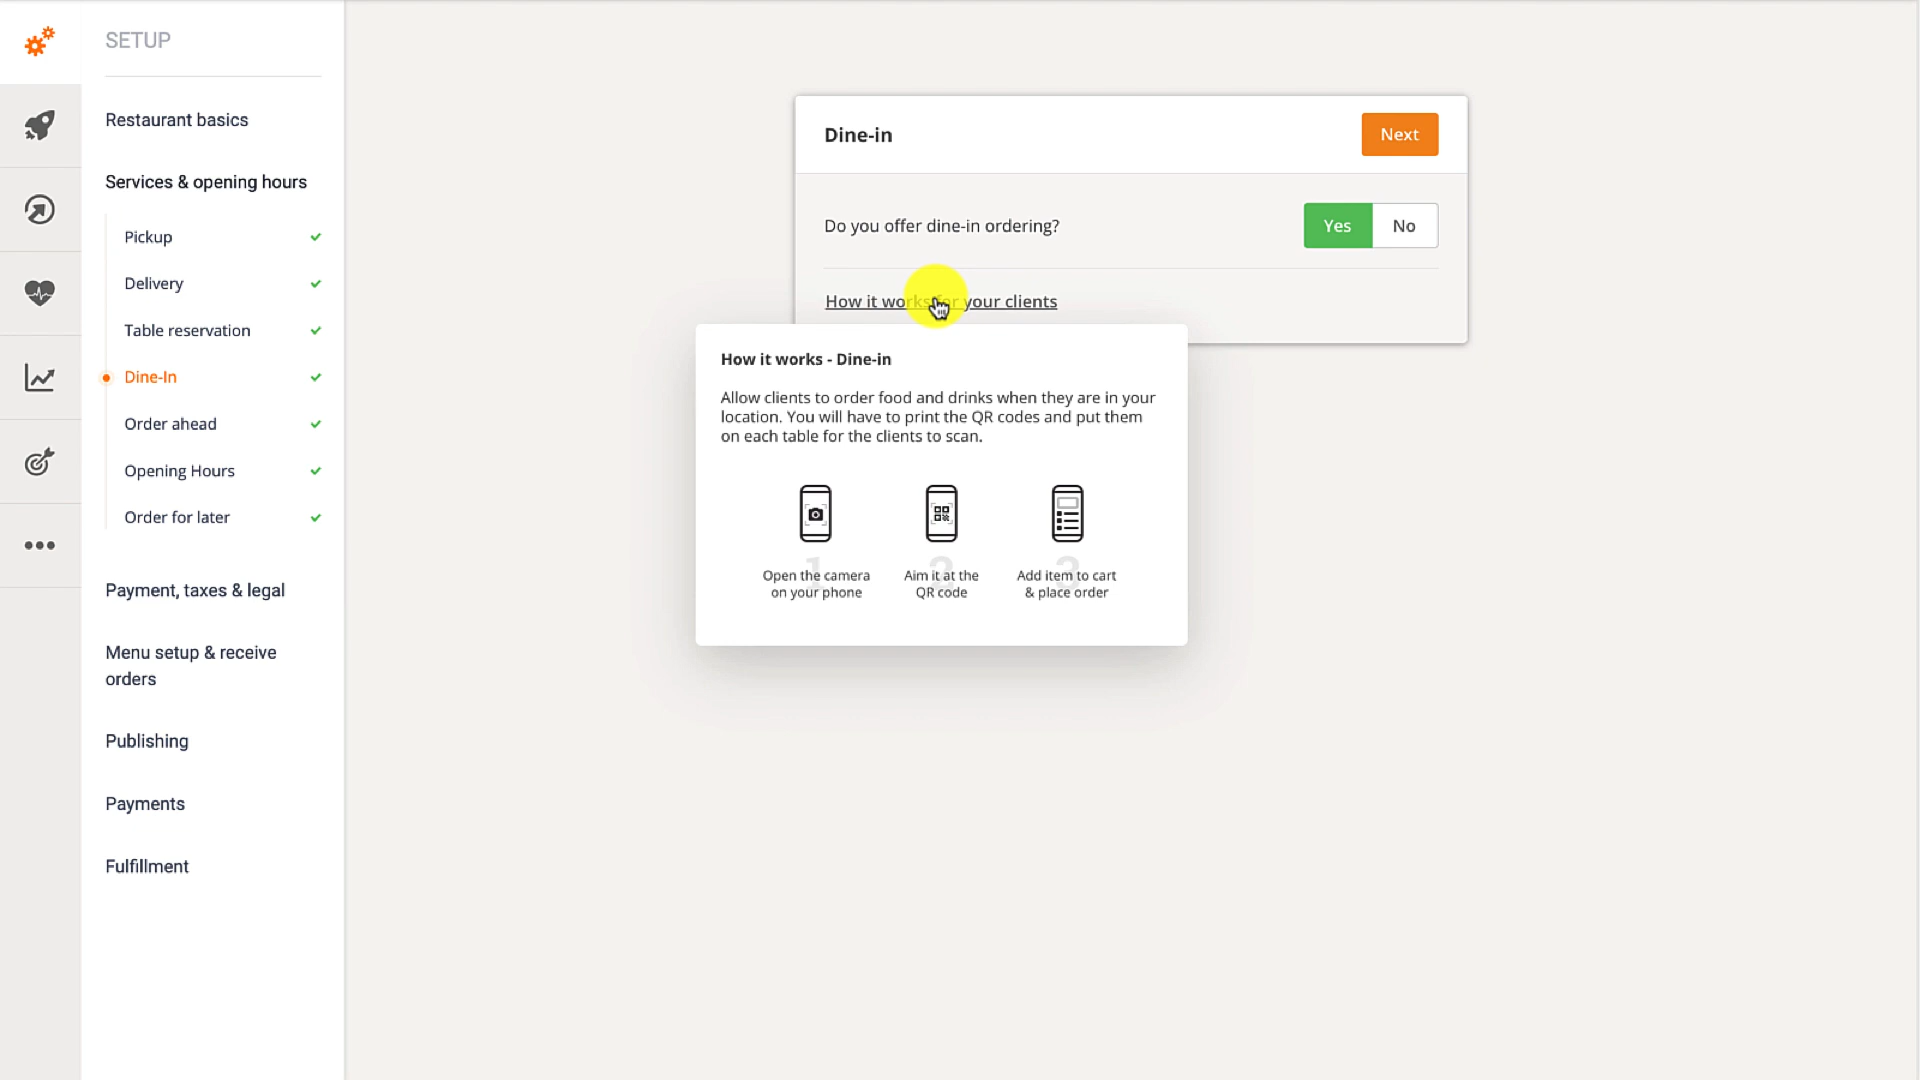 SETUP
Restaurant basics
Services & opening hours
Pickup
Delivery
Table reservation
Dine-In
Order ahead
Opening Hours
Order for later
Payment, taxes & legal
Menu setup & receive
orders
Publishing
Payments
Fulfillment
Dine-in
Next
Do you offer dine-in ordering?
Yes
No
How it works for your clients
How it works - Dine-in
Allow clients to order food and drinks when they are in your
location. You will have to print the QR codes and put them
on each table for the clients to scan.
1
Open the camera
on your phone
2
Aim it at the
QR code
3
Add item to cart
& place order